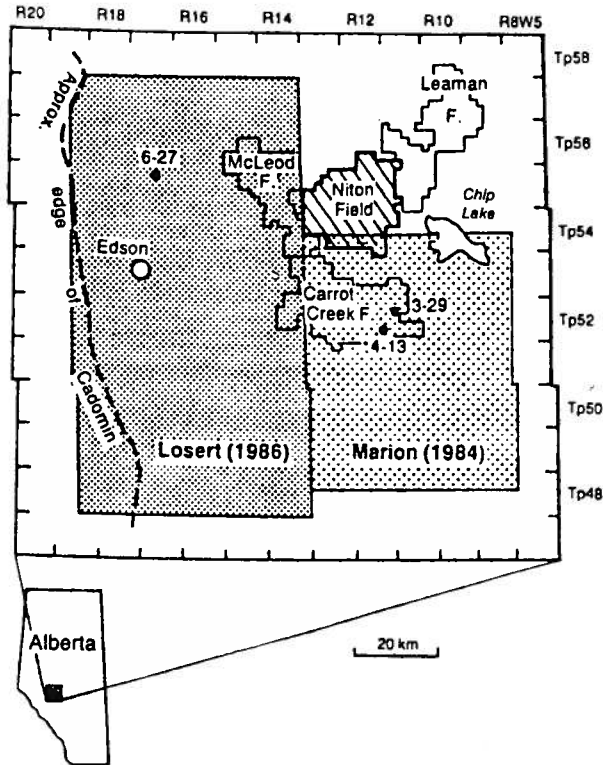 R20 R18 R16 R14 R12 R10 R8W5
Tp58
Leaman
F.
Approx.
Tp56
6-27
McLeod
F.
Niton
Field
Chip
Lake
edge
Tp54
Edson
of
Carrot
Creek F.
3-29
Tp52
4-13
Cadomin
Tp50
Losert (1986)
Marion (1984)
Tp48
Alberta
20 km